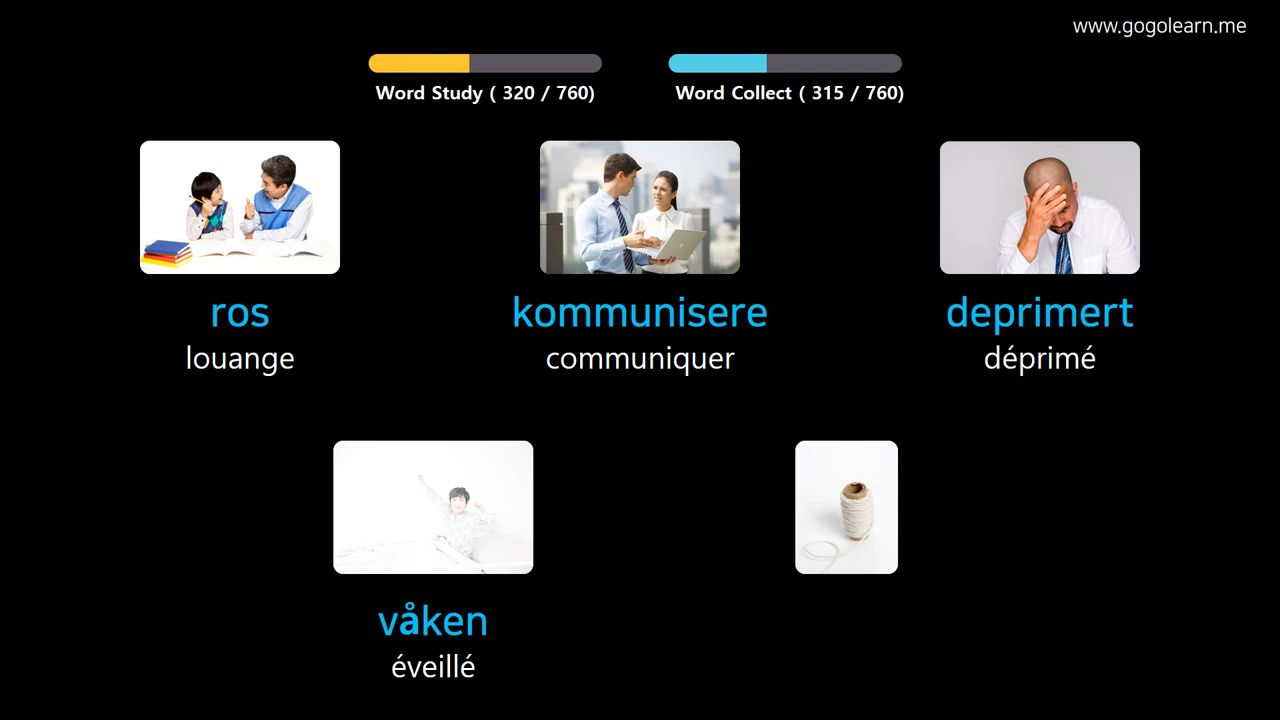 www.gogolearn.me
Word Study ( 320 / 760)
Word Collect ( 315 / 760)
ros
louange
kommunisere
communiquer
deprimert
déprimé
våken
éveillé